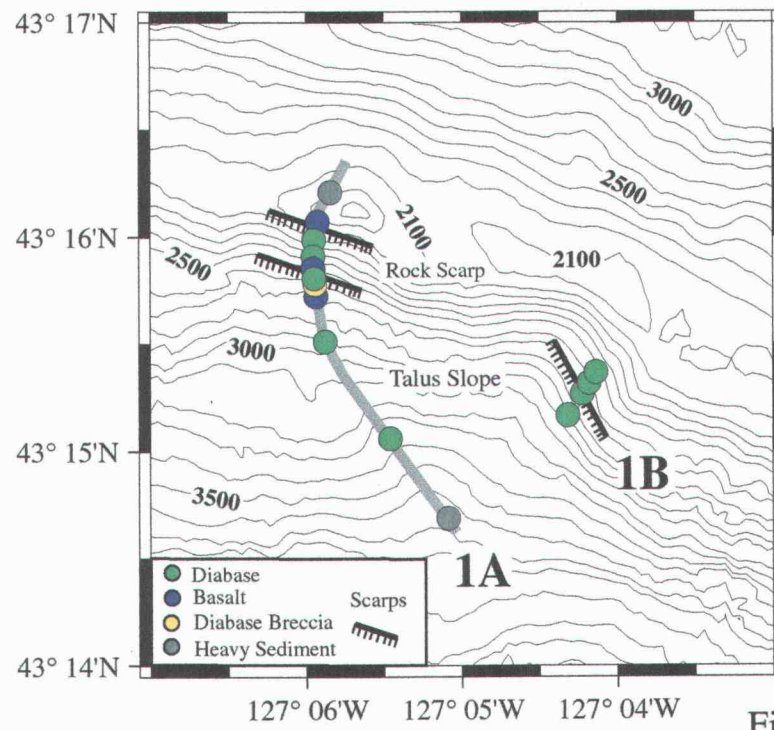 43° 17'N
3000
2500
2100
43° 16'N
2500
Rock Scarp
2100
3000
Talus Slope
43° 15'N
3500
1B
1A
Diabase
Basalt
Diabase Breccia
Heavy Sediment
Scarps
43° 14'N
127° 06'W
127° 05'W
127° 04'W